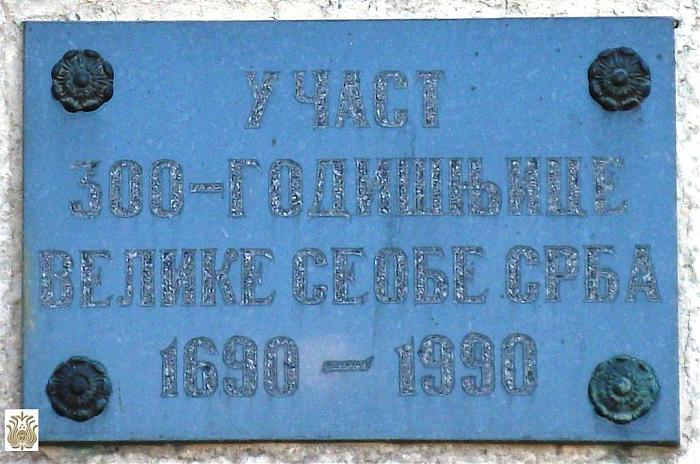 У ЧАСТ
300-ГОДИШЊИЦЕ
ВЕЛИКЕ СЕОБЕ СРБА
1690 - 1990